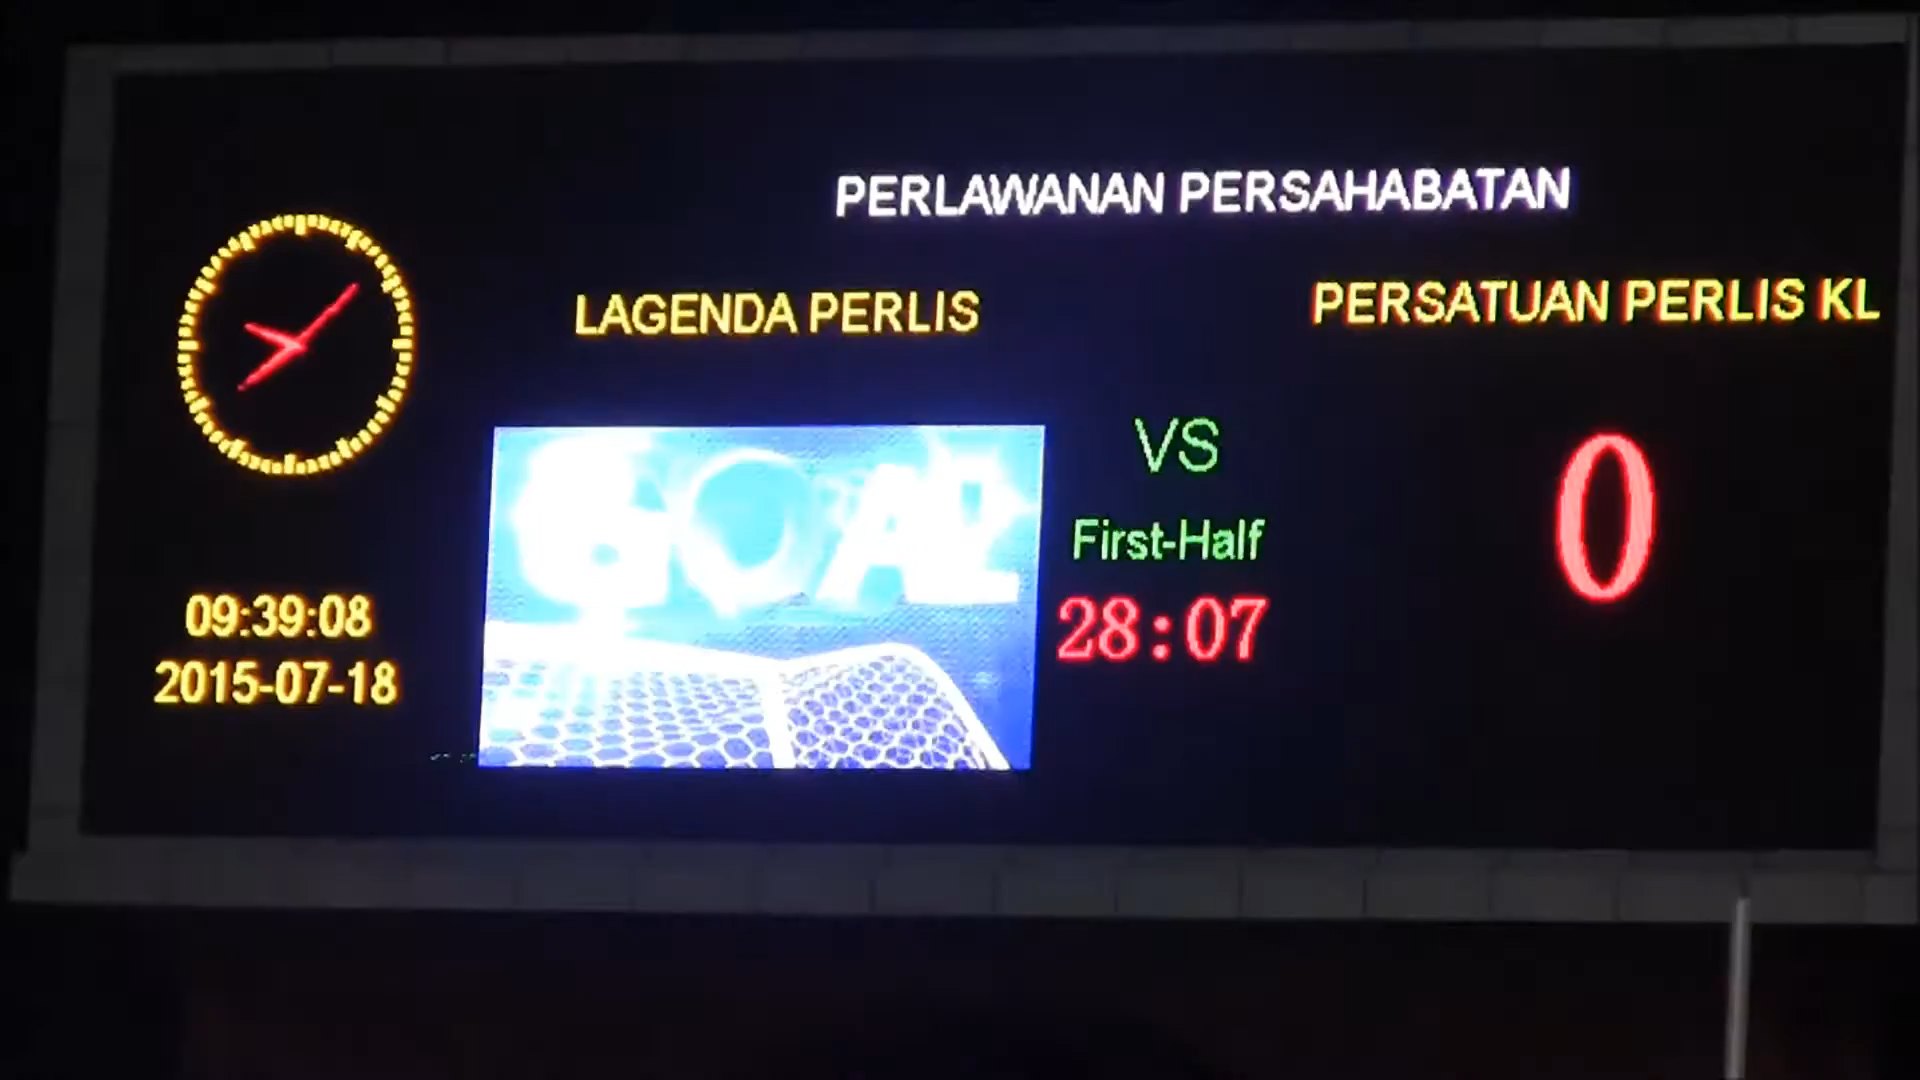 PERLAWANAN PERSAHABATAN
LAGENDA PERLIS
PERSATUAN PERLIS KL
GOAL
VS
First-Half
28:07
0
09:39:08
2015-07-18